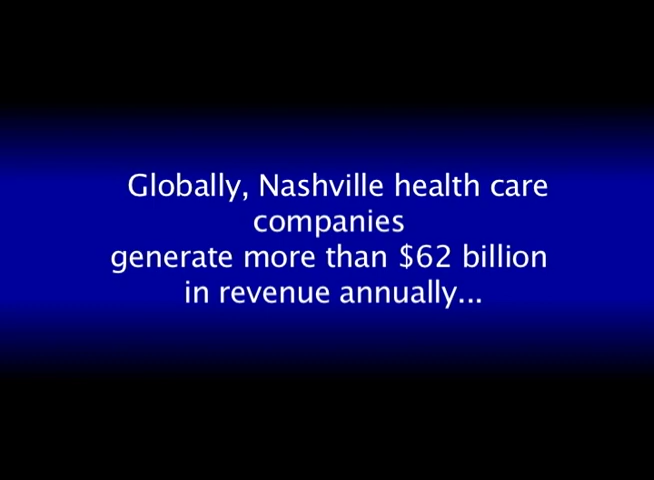 Globally, Nashville health care
companies
generate more than $62 billion
in revenue annually...